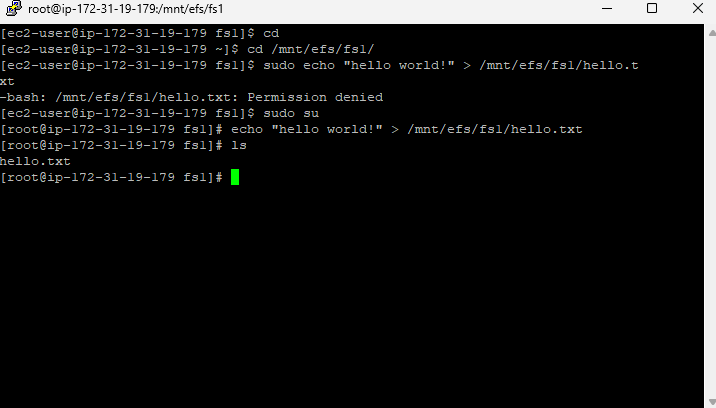 root@ip-172-31-19-179:/mnt/efs/fs1
[ec2-user@ip-172-31-19-179 fs1]$ cd
[ec2-user@ip-172-31-19-179 ~]$ cd /mnt/efs/fs1/
[ec2-user@ip-172-31-19-179 fs1]$ sudo echo "hello world!" > /mnt/efs/fs1/hello.t
xt
-bash: /mnt/efs/fs1/hello.txt: Permission denied
[ec2-user@ip-172-31-19-179 fs1]$ sudo su
[root@ip-172-31-19-179 fs1]# echo "hello world!" > /mnt/efs/fs1/hello.txt
[root@ip-172-31-19-179 fs1]# ls
hello.txt
[root@ip-172-31-19-179 fs1]#